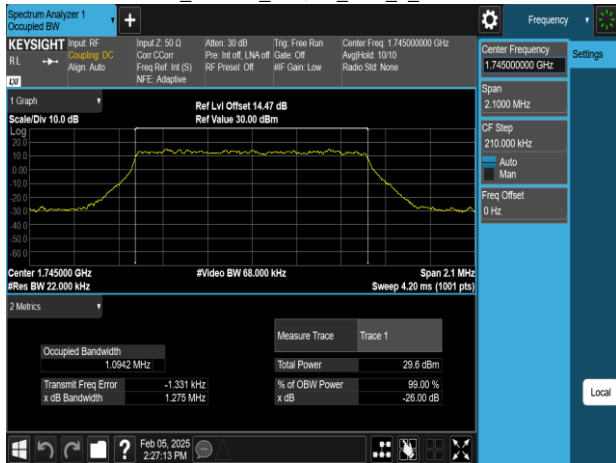 Spectrum Analyzer 1
Occupied BW
Frequency
KEYSIGHT
RL
LXI
Input: RF
Coupling: DC
Align: Auto
Input Z: 50 Ω
Corr CCorr
Freq Ref: Int (S)
NFE: Adaptive
Atten: 30 dB
Pre: Int off, LNA off
RF Preset: Off
Trig: Free Run
Gate: Off
#IF Gain: Low
Center Freq: 1.745000000 GHz
Avg|Hold: 10/10
Radio Std: None
Center Frequency
1.745000000 GHz
Settings
Span
2.1000 MHz
CF Step
210.000 kHz
Auto
Man
Freq Offset
0 Hz
Local
1 Graph
Scale/Div 10.0 dB
Ref Lvl Offset 14.47 dB
Ref Value 30.00 dBm
Log
20.0
10.0
0.00
-10.0
-20.0
-30.0
-40.0
-50.0
-60.0
Center 1.745000 GHz
#Video BW 68.000 kHz
Span 2.1 MHz
#Res BW 22.000 kHz
Sweep 4.20 ms (1001 pts)
2 Metrics
Measure Trace Trace 1
Occupied Bandwidth
1.0942 MHz
Total Power 29.6 dBm
Transmit Freq Error -1.331 kHz
% of OBW Power 99.00 %
x dB Bandwidth 1.275 MHz
x dB -26.00 dB
Feb 05, 2025
2:27:13 PM